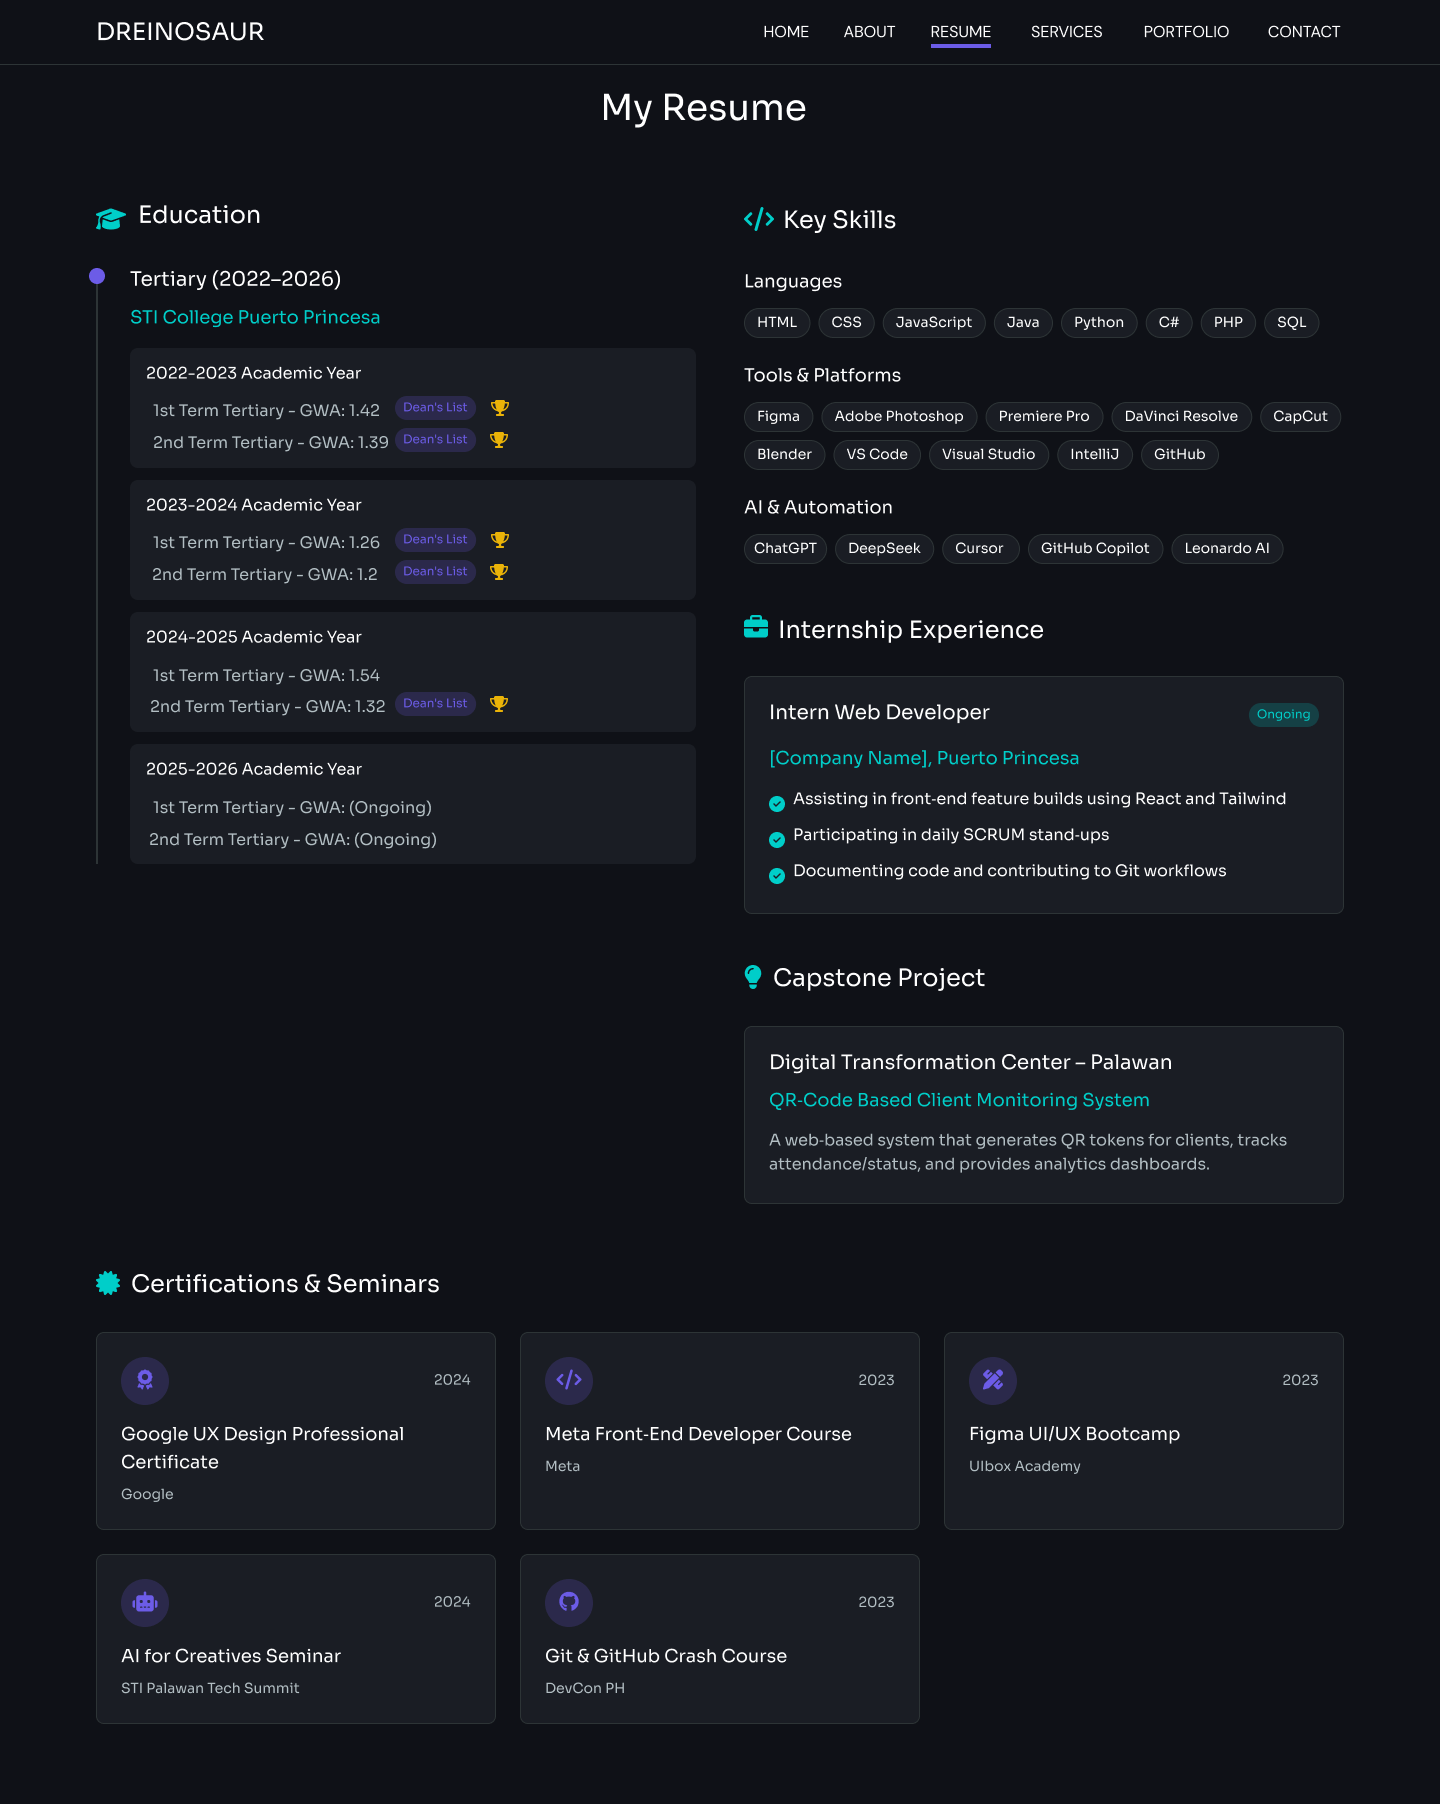 DREINOSAUR
HOME ABOUT RESUME SERVICES PORTFOLIO CONTACT
My Resume
Education
Tertiary (2022–2026)
STI College Puerto Princesa
2022-2023 Academic Year
1st Term Tertiary - GWA: 1.42 Dean's List
2nd Term Tertiary - GWA: 1.39 Dean's List
2023-2024 Academic Year
1st Term Tertiary - GWA: 1.26 Dean's List
2nd Term Tertiary - GWA: 1.2 Dean's List
2024-2025 Academic Year
1st Term Tertiary - GWA: 1.54
2nd Term Tertiary - GWA: 1.32 Dean's List
2025-2026 Academic Year
1st Term Tertiary - GWA: (Ongoing)
2nd Term Tertiary - GWA: (Ongoing)
Key Skills
Languages
HTML CSS JavaScript Java Python C# PHP SQL
Tools & Platforms
Figma Adobe Photoshop Premiere Pro DaVinci Resolve CapCut
Blender VS Code Visual Studio IntelliJ GitHub
AI & Automation
ChatGPT DeepSeek Cursor GitHub Copilot Leonardo AI
Internship Experience
Intern Web Developer Ongoing
[Company Name], Puerto Princesa
Assisting in front-end feature builds using React and Tailwind
Participating in daily SCRUM stand-ups
Documenting code and contributing to Git workflows
Capstone Project
Digital Transformation Center – Palawan
QR-Code Based Client Monitoring System
A web-based system that generates QR tokens for clients, tracks
attendance/status, and provides analytics dashboards.
Certifications & Seminars
2024
Google UX Design Professional
Certificate
Google
2023
Meta Front-End Developer Course
Meta
2023
Figma UI/UX Bootcamp
UIbox Academy
2024
AI for Creatives Seminar
STI Palawan Tech Summit
2023
Git & GitHub Crash Course
DevCon PH